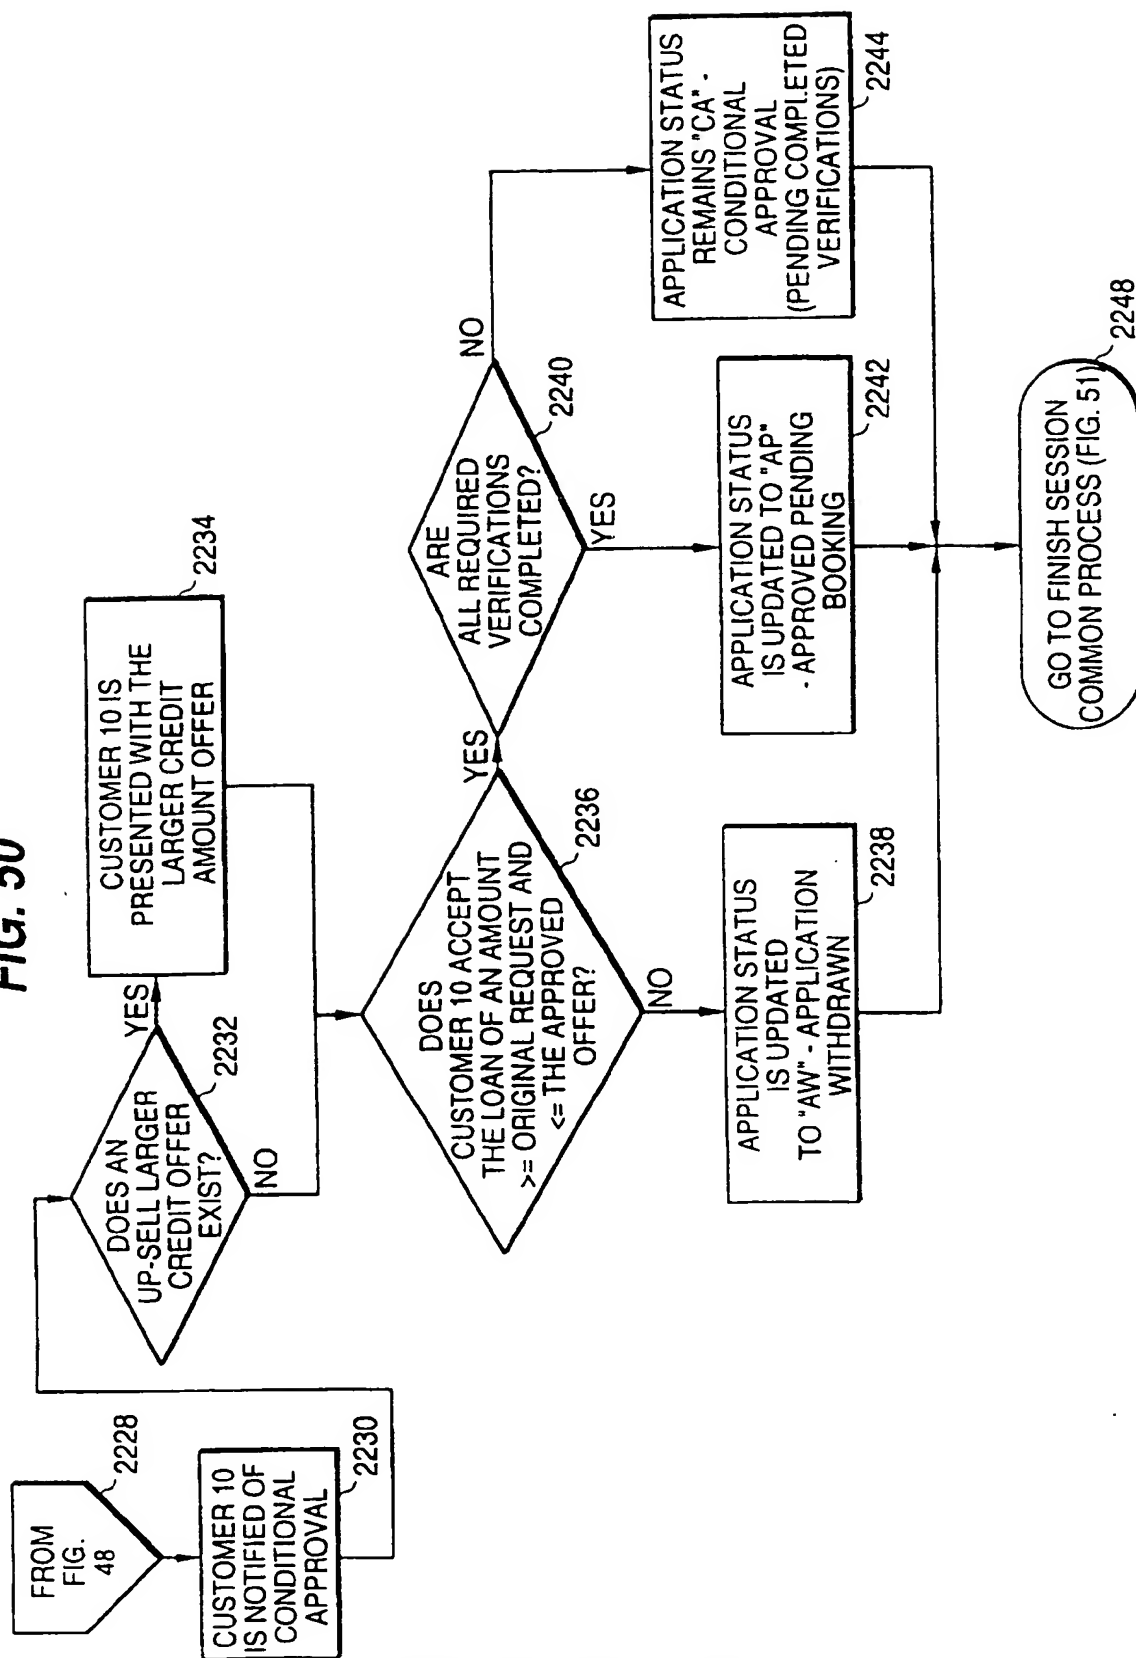 FIG. 50
FROM
FIG.
48
2228
CUSTOMER 10
IS NOTIFIED OF
CONDITIONAL
APPROVAL
2230
DOES AN
UP-SELL LARGER
CREDIT OFFER
EXIST?
2232
YES
NO
CUSTOMER 10 IS
PRESENTED WITH THE
LARGER CREDIT
AMOUNT OFFER
2234
DOES
CUSTOMER 10 ACCEPT
THE LOAN OF AN AMOUNT
>= ORIGINAL REQUEST AND
<= THE APPROVED
OFFER?
2236
YES
NO
APPLICATION STATUS
IS UPDATED
TO "AW" - APPLICATION
WITHDRAWN
2238
ARE
ALL REQUIRED
VERIFICATIONS
COMPLETED?
2240
NO
YES
APPLICATION STATUS
IS UPDATED TO "AP"
- APPROVED PENDING
BOOKING
2242
APPLICATION STATUS
REMAINS "CA" -
CONDITIONAL
APPROVAL
(PENDING COMPLETED
VERIFICATIONS)
2244
GO TO FINISH SESSION
COMMON PROCESS (FIG. 51)
2248